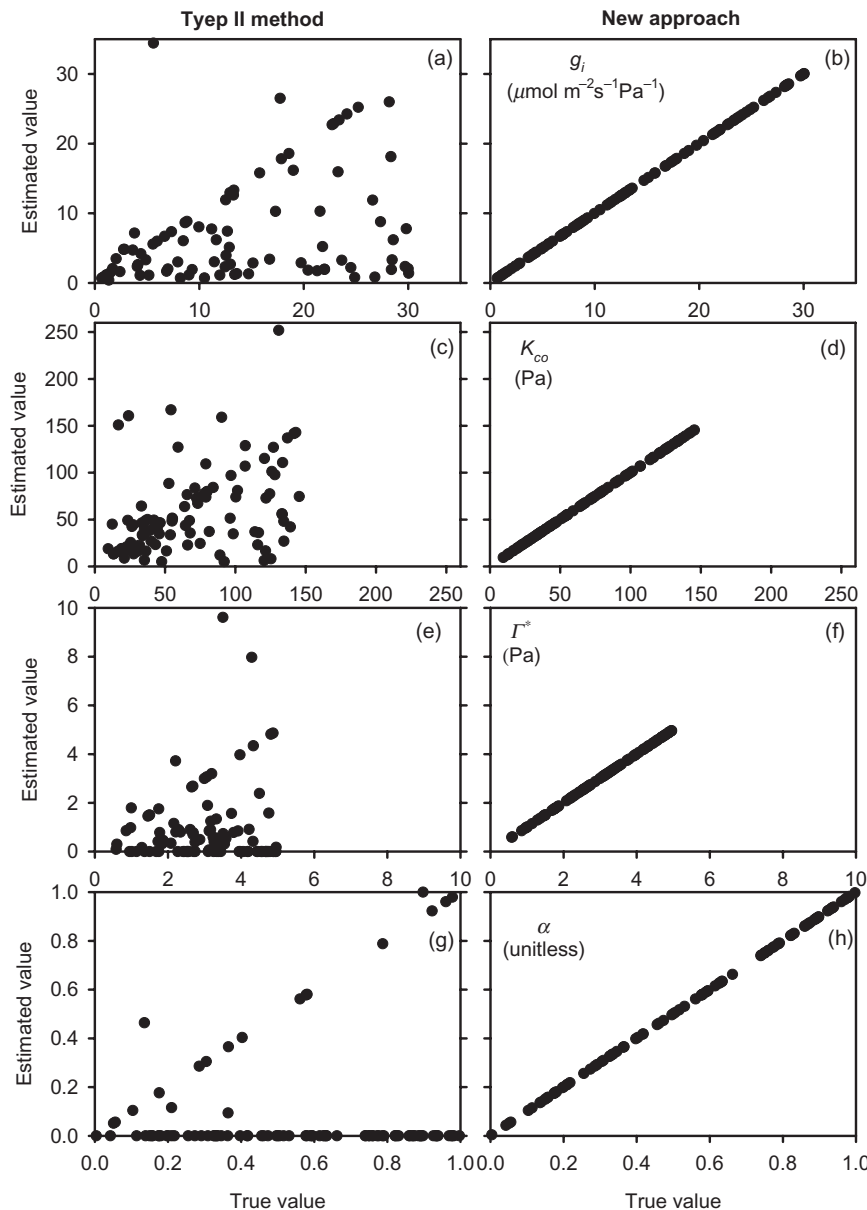 Tyep II method
New approach
Estimated value
30
20
10
0
(a)
(b)
g_i
(μmol m⁻²s⁻¹Pa⁻¹)
0 10 20 30
0 10 20 30
Estimated value
250
200
150
100
50
0
(c)
K_co
(Pa)
(d)
0 50 100 150 200 250
0 50 100 150 200 250
Estimated value
10
8
6
4
2
0
(e)
Γ*
(Pa)
(f)
0 2 4 6 8 10
0 2 4 6 8 10
Estimated value
1.0
0.8
0.6
0.4
0.2
0.0
(g)
α
(unitless)
(h)
0.0 0.2 0.4 0.6 0.8 1.0
0.0 0.2 0.4 0.6 0.8 1.0
True value
True value